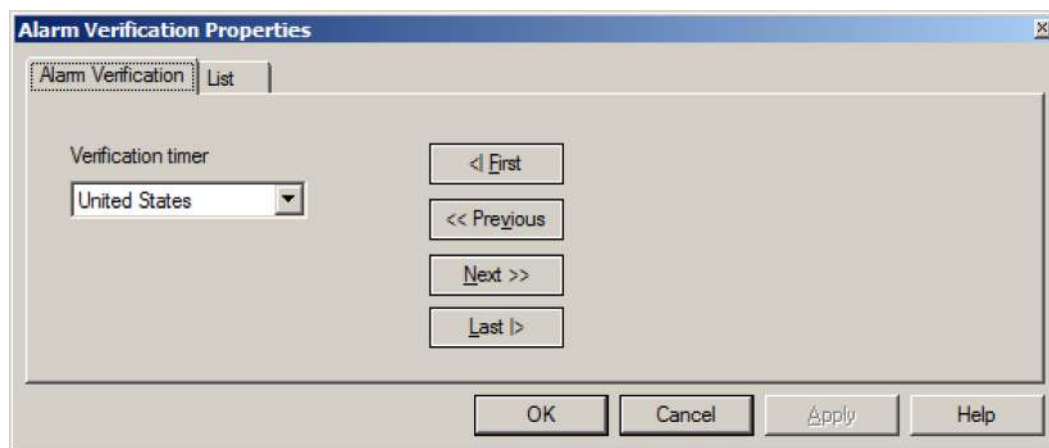 Alarm Verification Properties
Alarm Verification
List
Verification timer
United States
<| First
<< Previous
Next >>
Last |>
OK
Cancel
Apply
Help